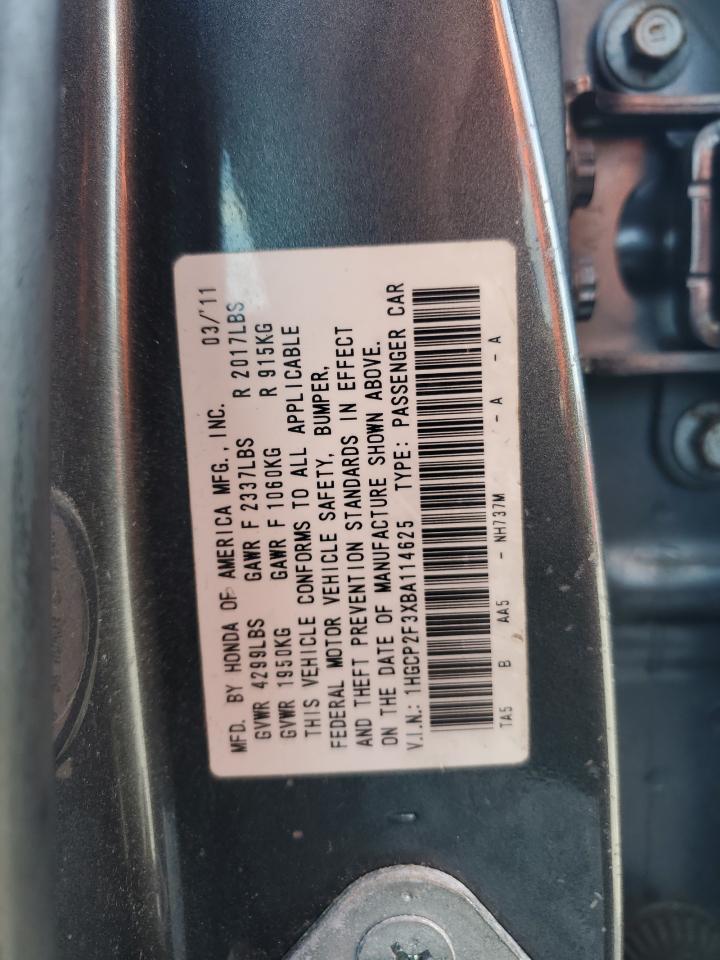 MFD. BY HONDA OF AMERICA MFG., INC. 03/'11
GVWR 4299LBS GAWR F 2337LBS R 2017LBS
GVWR 1950KG GAWR F 1060KG R 915KG
THIS VEHICLE CONFORMS TO ALL APPLICABLE
FEDERAL MOTOR VEHICLE SAFETY, BUMPER,
AND THEFT PREVENTION STANDARDS IN EFFECT
ON THE DATE OF MANUFACTURE SHOWN ABOVE.
V.I.N.: 1HGCP2F3XBA114625 TYPE: PASSENGER CAR
TA5 B AA5 - NH737M - A - A